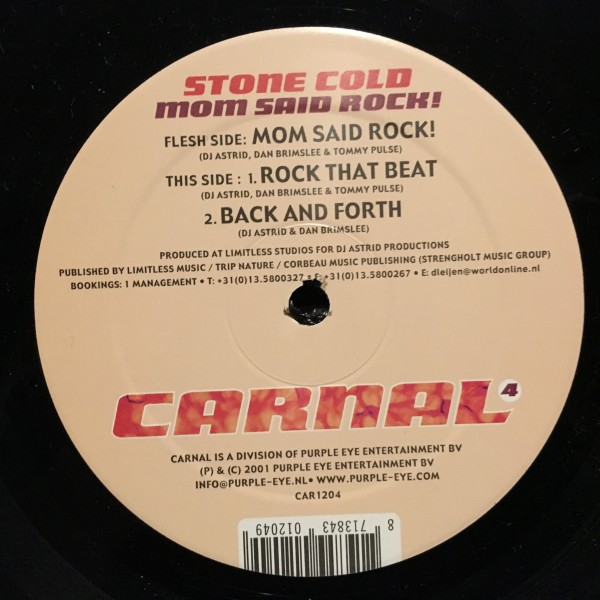 STONE COLD
MOM SAID ROCK!
FLESH SIDE: MOM SAID ROCK!
(DJ ASTRID, DAN BRIMSLEE & TOMMY PULSE)
THIS SIDE : 1. ROCK THAT BEAT
(DJ ASTRID, DAN BRIMSLEE & TOMMY PULSE)
2. BACK AND FORTH
(DJ ASTRID & DAN BRIMSLEE)
PRODUCED AT LIMITLESS STUDIOS FOR DJ ASTRID PRODUCTIONS
PUBLISHED BY LIMITLESS MUSIC / TRIP NATURE / CORBEAU MUSIC PUBLISHING (STRENGHOLT MUSIC GROUP)
BOOKINGS: 1 MANAGEMENT • T: +31(0)13.5800327 • F: +31(0)13.5800267 • E: dleijen@worldonline.nl
CARNAL 4
CARNAL IS A DIVISION OF PURPLE EYE ENTERTAINMENT BV
(P) & (C) 2001 PURPLE EYE ENTERTAINMENT BV
INFO@PURPLE-EYE.NL• WWW.PURPLE-EYE.COM
CAR1204
8 713843 012049